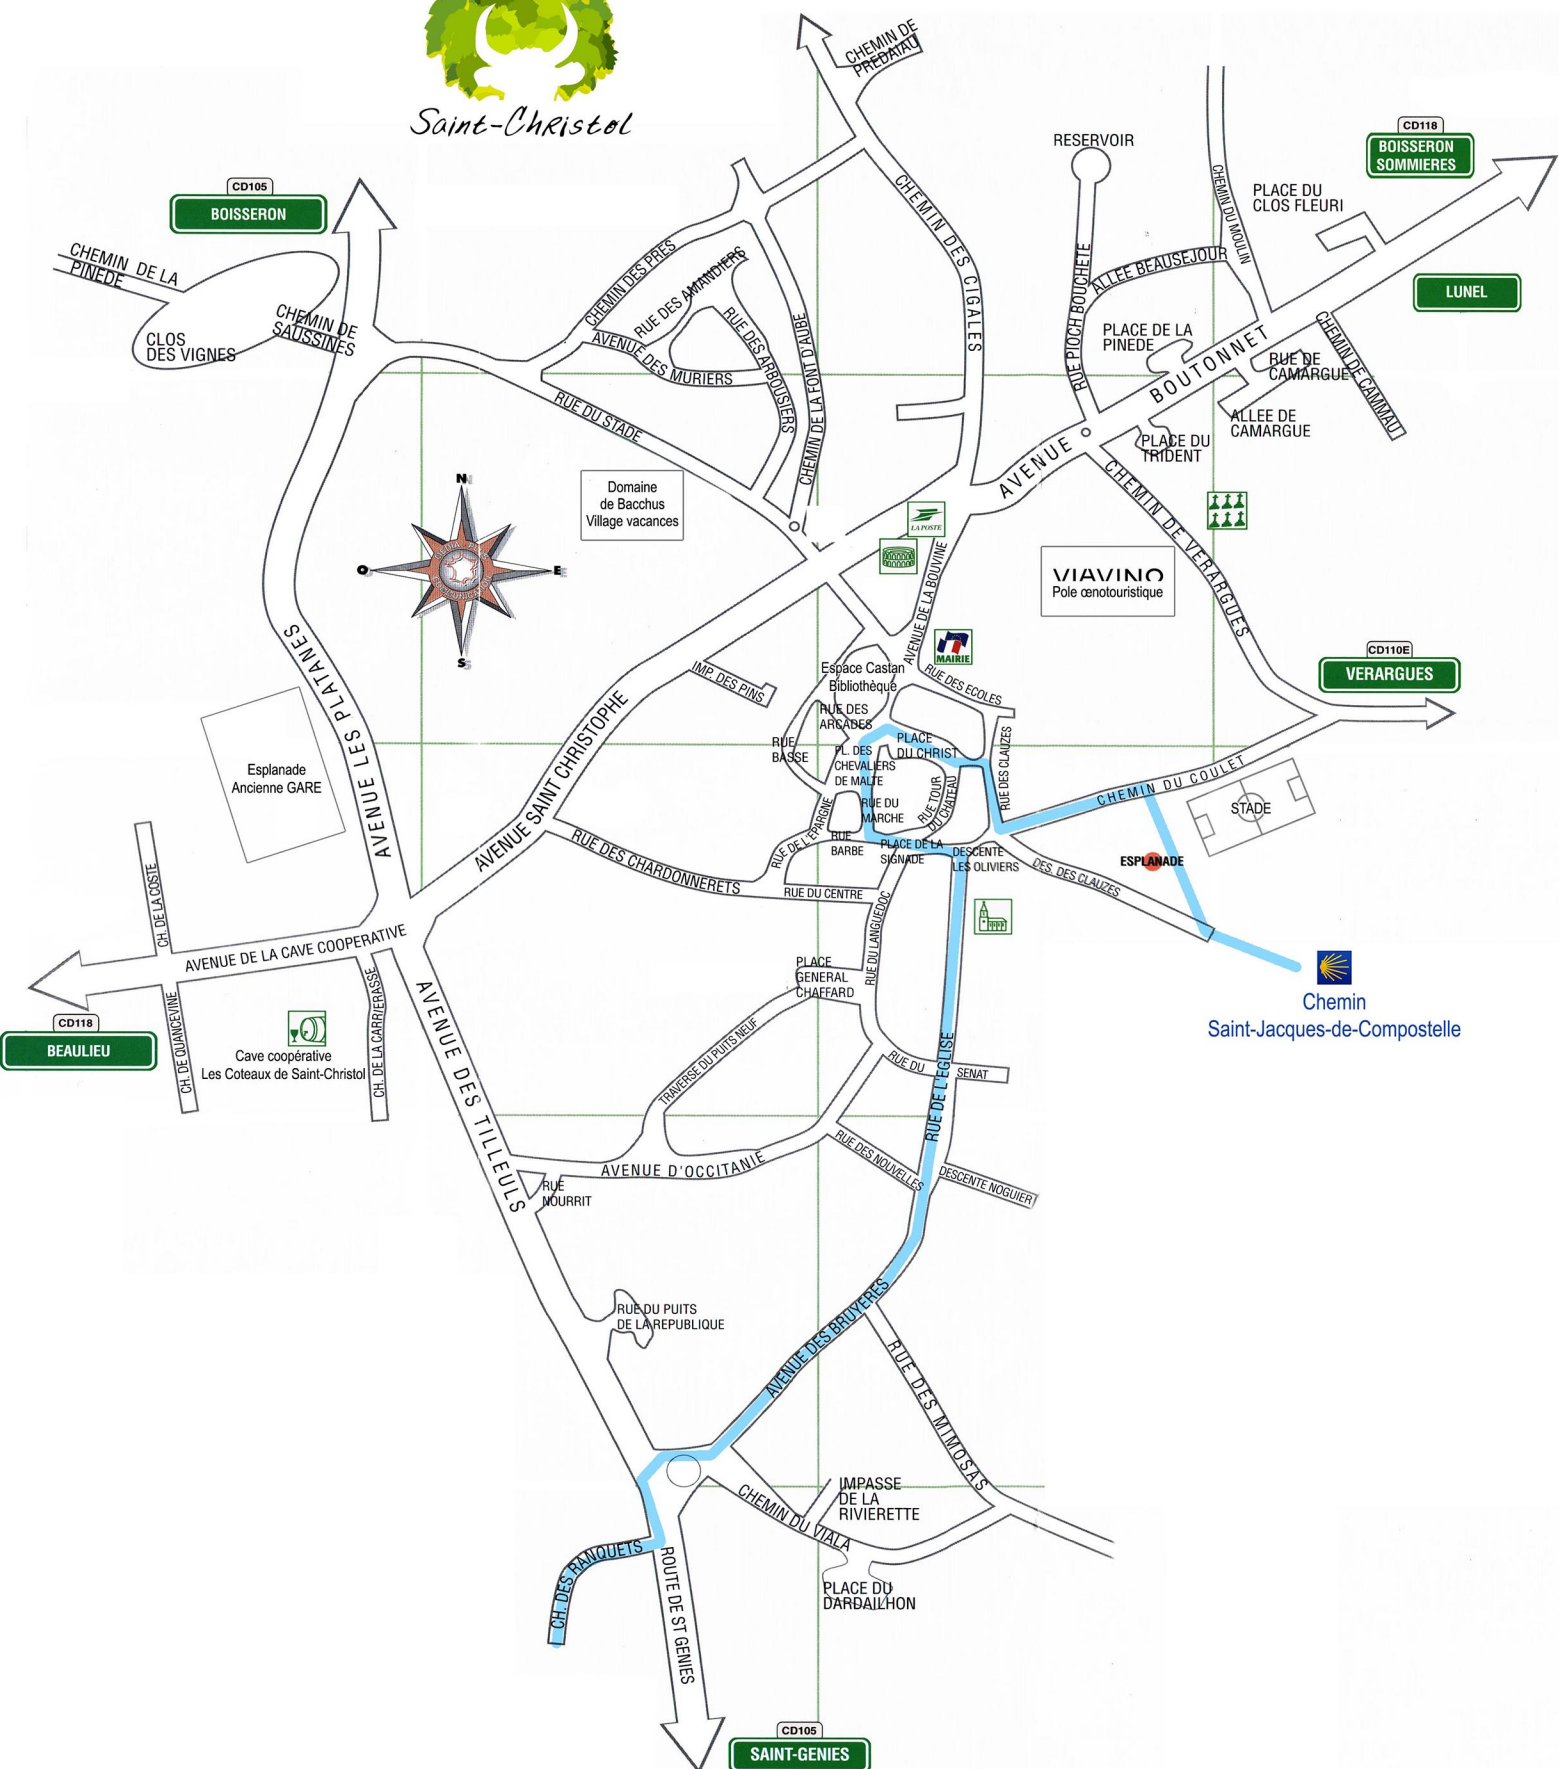 Saint-Christol
CHEMIN DE
PREDAIAU
CD105
BOISSERON
CD118
BOISSERON
SOMMIERES
RESERVOIR
PLACE DU
CLOS FLEURI
CHEMIN DU MOULIN
CHEMIN DES CIGALES
CHEMIN DE LA
PINEDE
CLOS
DES VIGNES
CHEMIN DE
SAUSSINES
CHEMIN DES PRES
RUE DES AMANDIERS
AVENUE DES MURIERS
RUE DES ARBOUSIERS
CHEMIN DE LA FONT D'AUBE
RUE PIOCH BOUCHETE
ALLEE BEAUSEJOUR
LUNEL
PLACE DE LA
PINEDE
AVENUE BOUTONNET
CHEMIN DE CAMMAU
RUE DE
CAMARGUE
ALLEE DE
CAMARGUE
PLACE DU
TRIDENT
RUE DU STADE
N
O
E
S
Domaine
de Bacchus
Village vacances
LA POSTE
CHEMIN DE VERARGUES
VIAVINO
Pole œnotouristique
AVENUE DE LA BOUVINE
MAIRIE
CD110E
VERARGUES
AVENUE LES PLATANES
Esplanade
Ancienne GARE
IMP. DES PINS
AVENUE SAINT CHRISTOPHE
Espace Castan
Bibliothèque
RUE DES ECOLES
RUE DES
ARCADES
RUE
BASSE
PLACE
DU CHRIST
PL. DES
CHEVALIERS
DE MALTE
RUE DES CLAUZES
RUE TOUR
DU CHATEAU
RUE DU
MARCHE
CHEMIN DU COULET
STADE
RUE DE L'EPARGNE
RUE
BARBE
PLACE DE LA
SIGNADE
DESCENTE
LES OLIVIERS
DES. DES CLAUZES
ESPLANADE
RUE DES CHARDONNERETS
RUE DU CENTRE
RUE DU LANGUEDOC
CH. DE LA COSTE
AVENUE DE LA CAVE COOPERATIVE
PLACE
GENERAL
CHAFFARD
Chemin
Saint-Jacques-de-Compostelle
CD118
BEAULIEU
CH. DE QUANCEVINE
Cave coopérative
Les Coteaux de Saint-Christol
CH. DE LA CARRIERASSE
AVENUE DES TILLEULS
TRAVERSE DU PUITS NEUF
RUE DU SENAT
RUE DE L'EGLISE
AVENUE D'OCCITANIE
RUE DES NOUVELLES
DESCENTE NOGUIER
RUE
NOURRIT
RUE DU PUITS
DE LA REPUBLIQUE
AVENUE DES BRUYERES
RUE DES MIMOSAS
IMPASSE
DE LA
RIVIERETTE
CHEMIN DU VIALA
PLACE DU
DARDAILHON
CH. DES RANQUETS
ROUTE DE ST GENIES
CD105
SAINT-GENIES